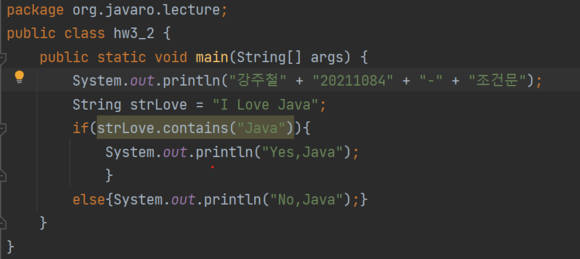 package org.javaro.lecture;
public class hw3_2 {
    public static void main(String[] args) {
        System.out.println("강주철" + "20211084" + "-" + "조건문");
        String strLove = "I Love Java";
        if(strLove.contains("Java")){
            System.out.println("Yes,Java");
            }
        else{System.out.println("No,Java");}
    }
}